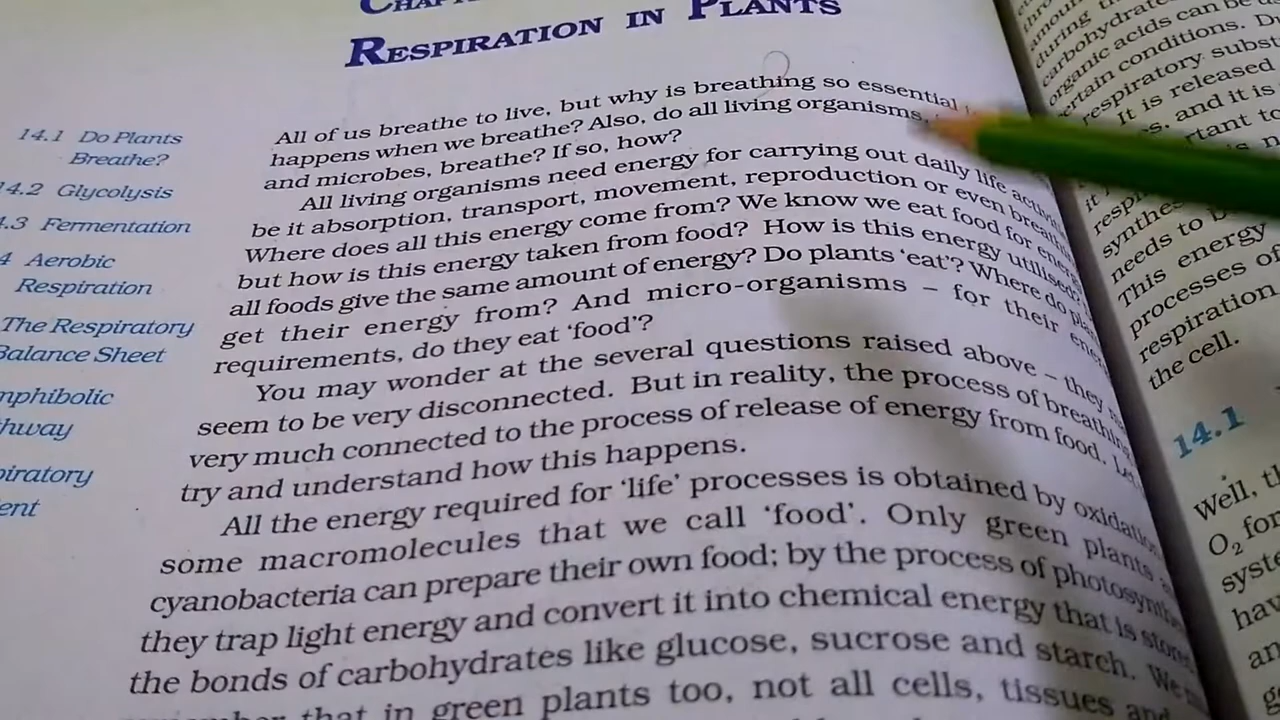 RESPIRATION IN PLANTS
14.1 Do Plants
Breathe?
14.2 Glycolysis
Fermentation
Aerobic
Respiration
The Respiratory
Balance Sheet
All of us breathe to live, but why is breathing so essential
happens when we breathe? Also, do all living organisms,
and microbes, breathe? If so, how?
All living organisms need energy for carrying out daily life
be it absorption, transport, movement, reproduction or even
Where does all this energy come from? We know we eat food for
but how is this energy taken from food? How is this energy utilised?
all foods give the same amount of energy? Do plants ‘eat’? Where do
get their energy from? And micro-organisms – for their
requirements, do they eat ‘food’?
You may wonder at the several questions raised above – they
seem to be very disconnected. But in reality, the process of
very much connected to the process of release of energy from food.
try and understand how this happens.
All the energy required for ‘life’ processes is obtained by
some macromolecules that we call ‘food’. Only green plants
cyanobacteria can prepare their own food; by the process of
they trap light energy and convert it into chemical energy that is
the bonds of carbohydrates like glucose, sucrose and starch. We
that in green plants too, not all cells, tissues and
during
organic acids can be
certain conditions.
respiratory
It is released
and it is
needs to
This energy
processes of
respiration
the cell.
14.1
Well,
O₂ for